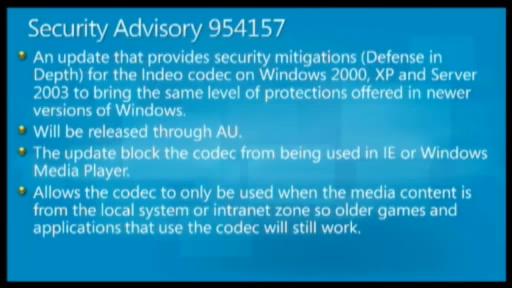 Security Advisory 954157
An update that provides security mitigations (Defense in
Depth) for the Indeo codec on Windows 2000, XP and Server
2003 to bring the same level of protections offered in newer
versions of Windows.
Will be released through AU.
The update block the codec from being used in IE or Windows
Media Player.
Allows the codec to only be used when the media content is
from the local system or intranet zone so older games and
applications that use the codec will still work.